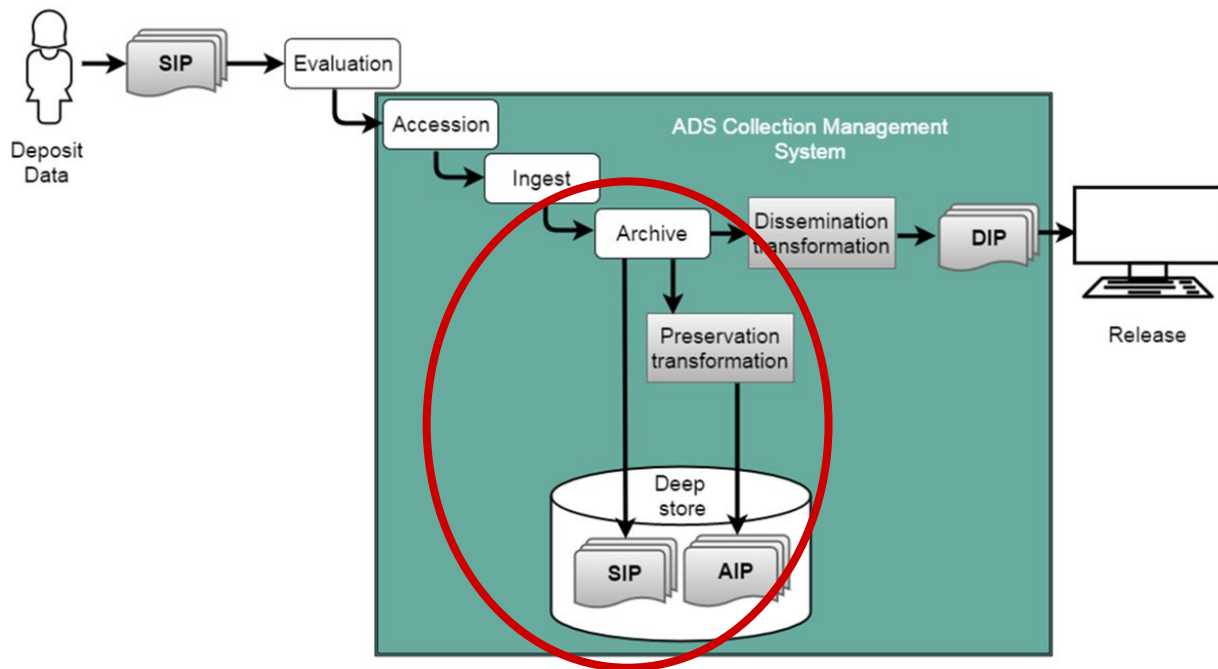 Deposit
Data
SIP
Evaluation
Accession
Ingest
Archive
ADS Collection Management
System
Dissemination
transformation
DIP
Release
Preservation
transformation
Deep
store
SIP
AIP